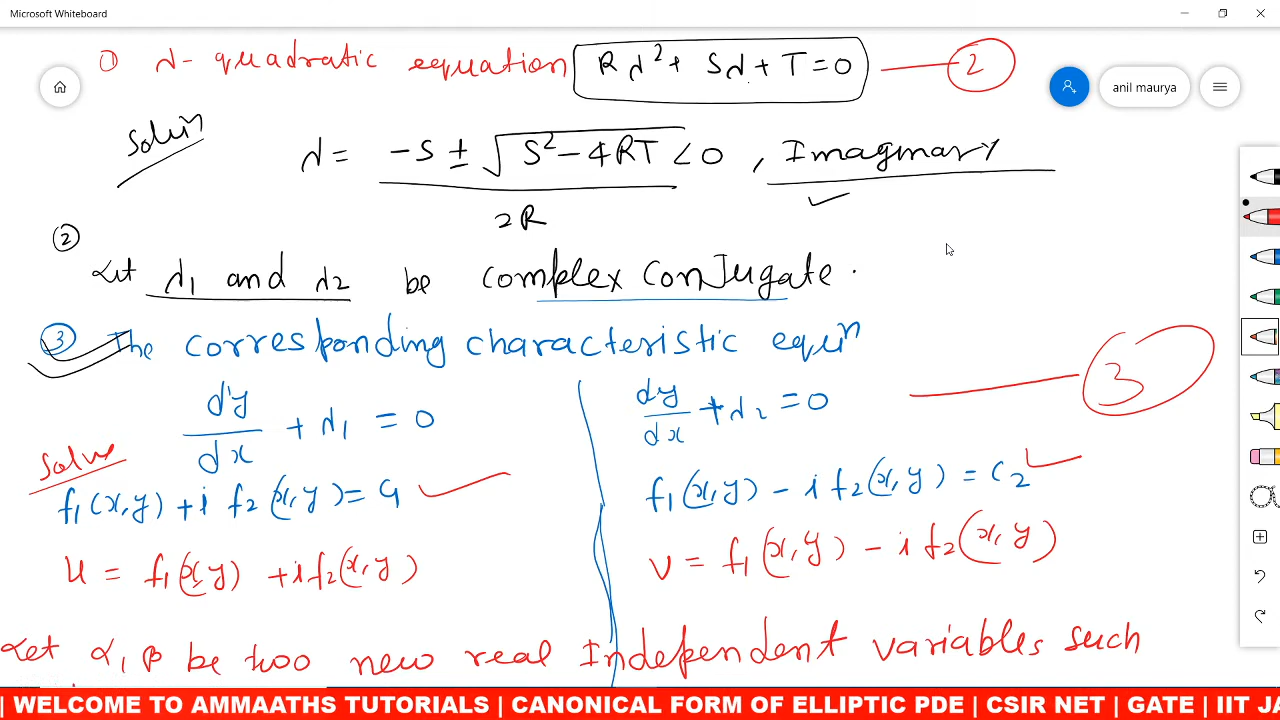 Microsoft Whiteboard
① λ- quadratic equation Rλ²+ Sλ+T=0 — ②
anil maurya
Solun
λ= (-S ± √(S²-4RT) <0)/2R , Imaginary
②
Let λ1 and λ2 be complex conjugate.
③ The corresponding characteristic equn
dy/dx + λ1 = 0
dy/dx + λ2 = 0 — ③
Solve
f1(x,y) + i f2(x,y) = C1
f1(x,y) - i f2(x,y) = C2
u = f1(x,y) + i f2(x,y)
v = f1(x,y) - i f2(x,y)
Let α, β be two new real Independent variables such
| WELCOME TO AMMAATHS TUTORIALS | CANONICAL FORM OF ELLIPTIC PDE | CSIR NET | GATE | IIT JA